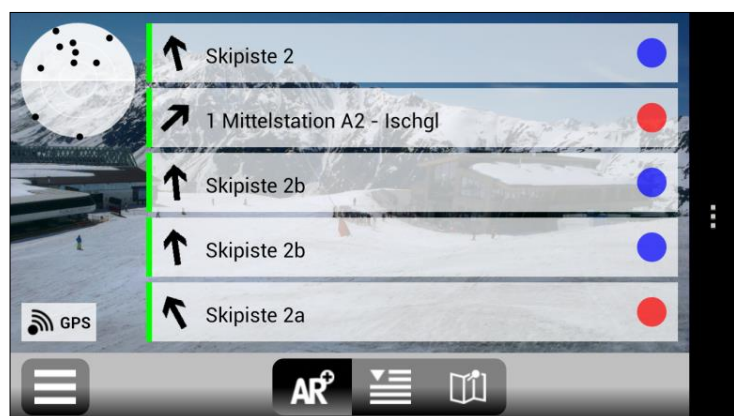 Skipiste 2
1 Mittelstation A2 - Ischgl
Skipiste 2b
Skipiste 2b
Skipiste 2a
GPS
AR+